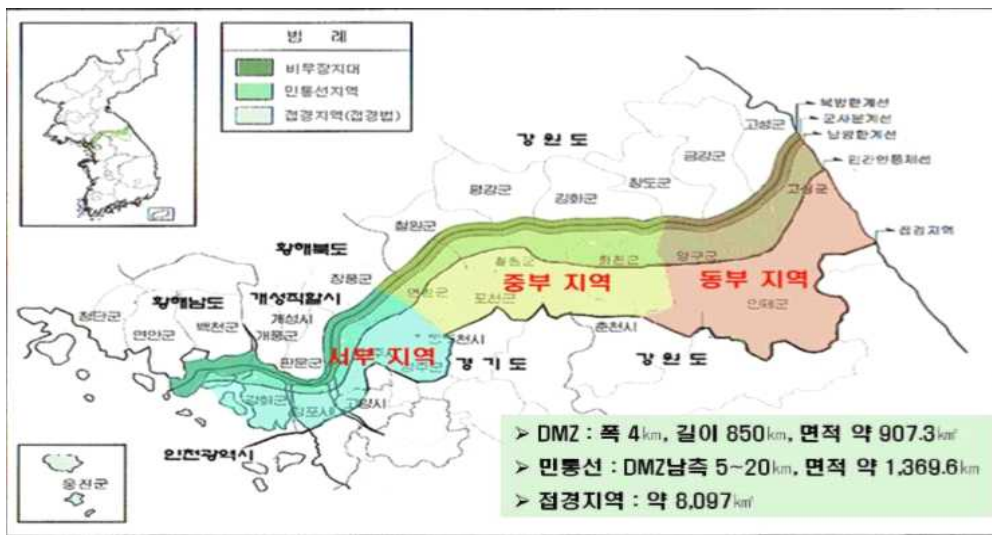 범 례
비무장지대
민통선지역
접경지역(접경법)
고성군
북방한계선
군사분계선
남방한계선
민간인통제선
강 원 도
금강군
창도군
평강군
김화군
고성군
철원군
접경지역
황해북도
장풍군
철원군
화천군
양구군
중부 지역
동부 지역
황해남도
개성직할시
연천군
포천군
인제군
청단군
백천군
개성시
연안군
개풍군
춘천시
판문군
서부 지역
경 기 도
강 원 도
강화군
김포시
고양시
인천광역시
옹진군
➢ DMZ : 폭 4㎞, 길이 850㎞, 면적 약 907.3㎢
➢ 민통선 : DMZ남측 5~20㎞, 면적 약 1,369.6㎞
➢ 접경지역 : 약 8,097㎢